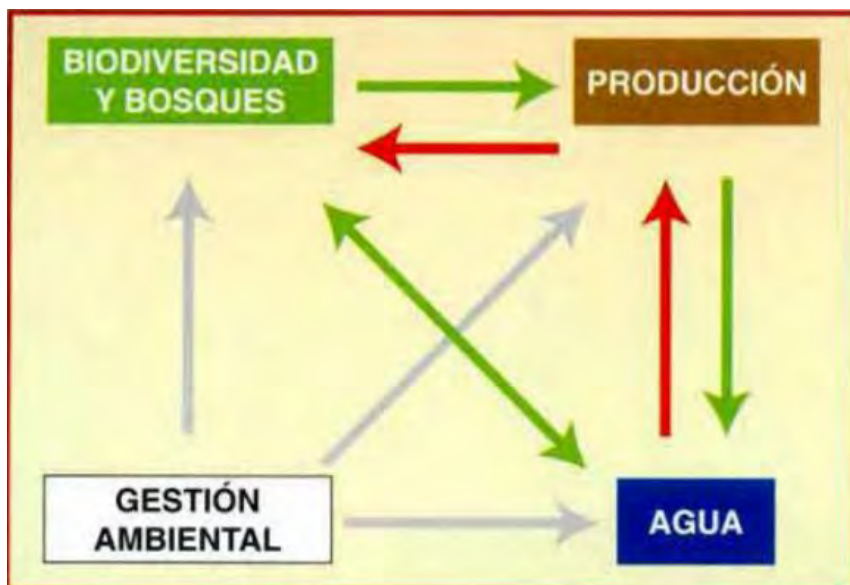 BIODIVERSIDAD
Y BOSQUES
PRODUCCIÓN
GESTIÓN
AMBIENTAL
AGUA